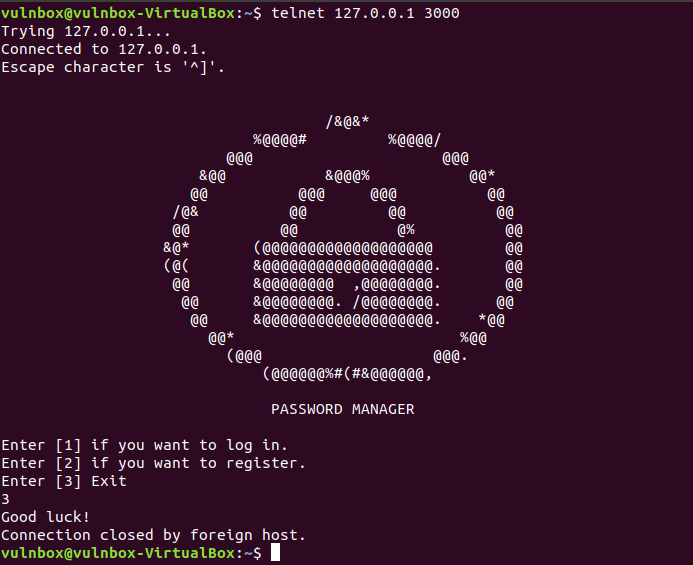 vulnbox@vulnbox-VirtualBox:~$ telnet 127.0.0.1 3000
Trying 127.0.0.1...
Connected to 127.0.0.1.
Escape character is '^]'.
/&@&*
%@@@@#         %@@@@/
@@@                     @@@
&@@           &@@@%           @@*
@@          @@@     @@@          @@
/@&          @@         @@          @@
@@          @@           @%          @@
&@*       (@@@@@@@@@@@@@@@@@@@        @@
(@(       &@@@@@@@@@@@@@@@@@@@.       @@
@@       &@@@@@@@@  ,@@@@@@@@.       @@
@@      &@@@@@@@@. /@@@@@@@@.      @@
@@     &@@@@@@@@@@@@@@@@@@@.    *@@
@@*                         %@@
(@@@                   @@@.
(@@@@@@%#(#&@@@@@@,
PASSWORD MANAGER
Enter [1] if you want to log in.
Enter [2] if you want to register.
Enter [3] Exit
3
Good luck!
Connection closed by foreign host.
vulnbox@vulnbox-VirtualBox:~$